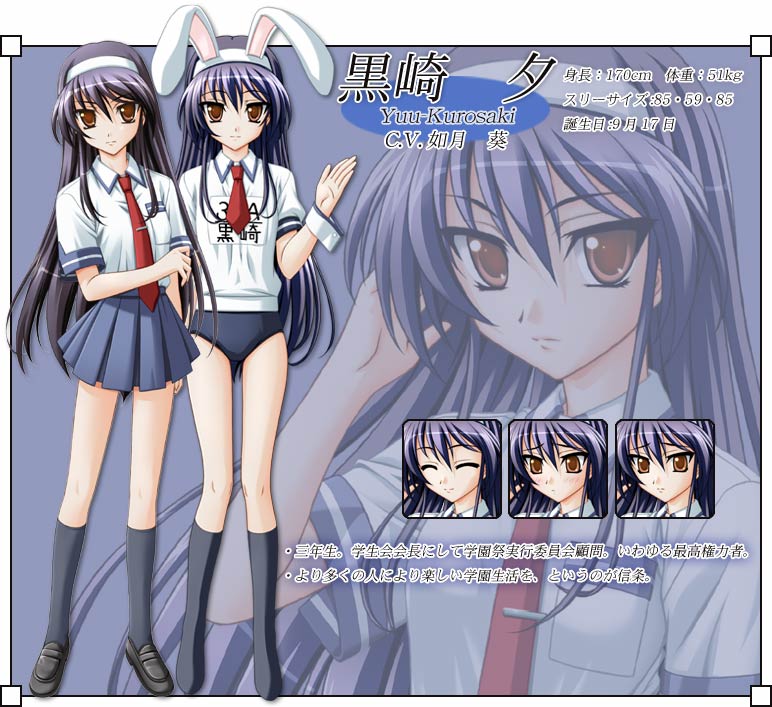 黒崎 夕
Yuu-Kurosaki
C.V.如月 葵
身長：170cm 体重：51kg
スリーサイズ:85・59・85
誕生日:9月17日
3 A
黒崎
・三年生。学生会会長にして学園祭実行委員会顧問。いわゆる最高権力者。
・より多くの人により楽しい学園生活を、というのが信条。